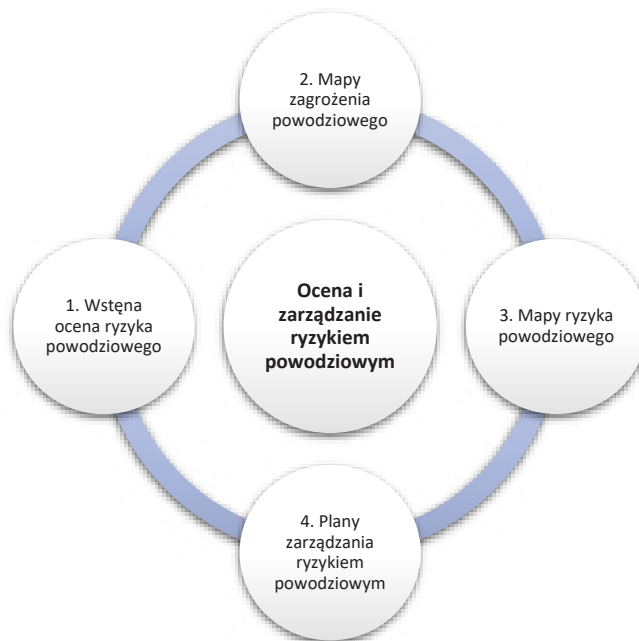 2. Mapy
zagrożenia
powodziowego
1. Wstęna
ocena ryzyka
powodziowego
Ocena i
zarządzanie
ryzykiem
powodziowym
3. Mapy ryzyka
powodziowego
4. Plany
zarządzania
ryzykiem
powodziowym